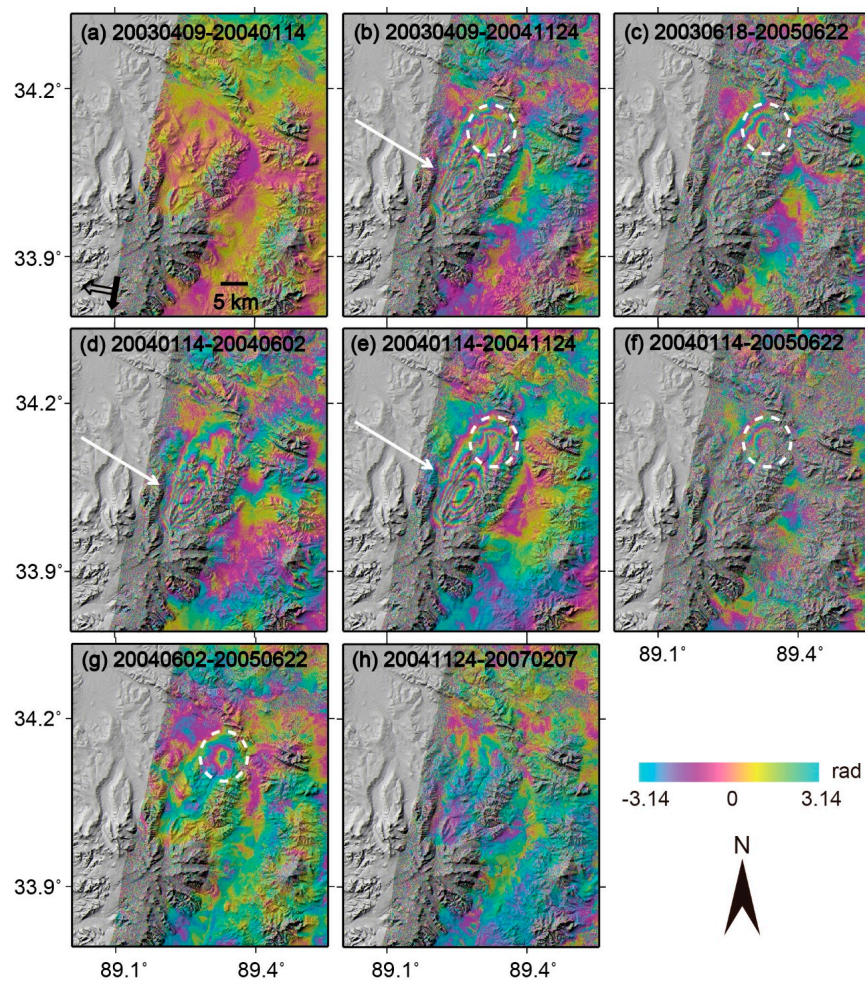 (a) 20030409-20040114
(b) 20030409-20041124
(c) 20030618-20050622
34.2°
33.9°
5 km
(d) 20040114-20040602
(e) 20040114-20041124
(f) 20040114-20050622
34.2°
33.9°
89.1°
89.4°
(g) 20040602-20050622
(h) 20041124-20070207
34.2°
33.9°
rad
-3.14
0
3.14
N
89.1°
89.4°
89.1°
89.4°